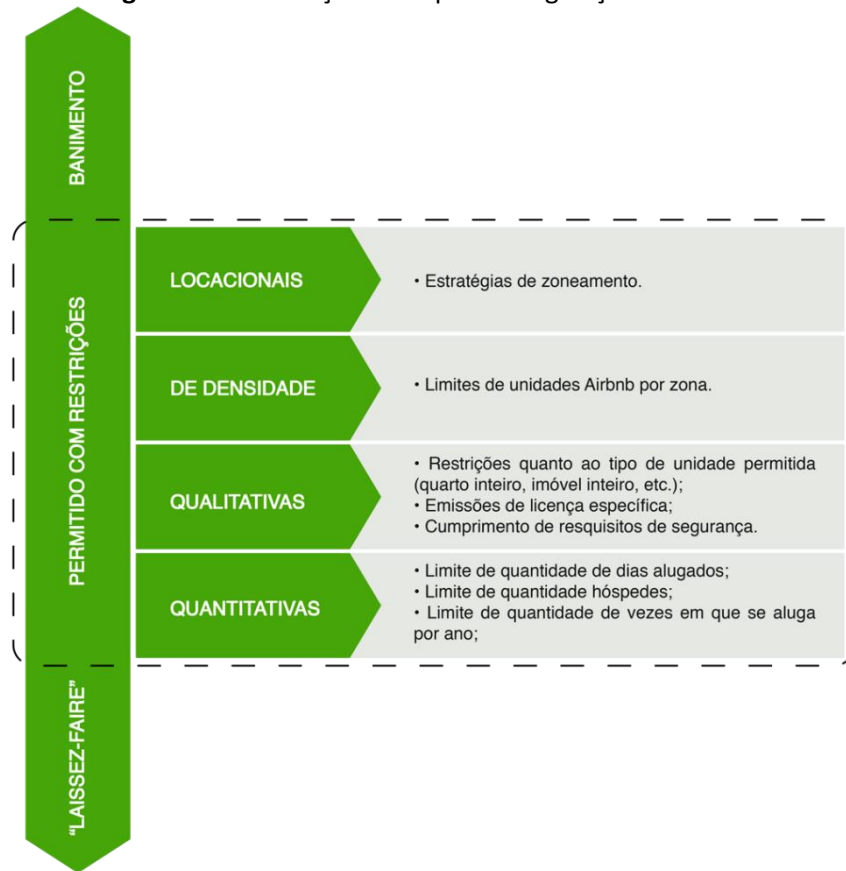 BANIMENTO
PERMITIDO COM RESTRIÇÕES
LOCACIONAIS
• Estratégias de zoneamento.
DE DENSIDADE
• Limites de unidades Airbnb por zona.
QUALITATIVAS
• Restrições quanto ao tipo de unidade permitida
(quarto inteiro, imóvel inteiro, etc.);
• Emissões de licença específica;
• Cumprimento de resquisitos de segurança.
QUANTITATIVAS
• Limite de quantidade de dias alugados;
• Limite de quantidade hóspedes;
• Limite de quantidade de vezes em que se aluga
por ano;
"LAISSEZ-FAIRE"